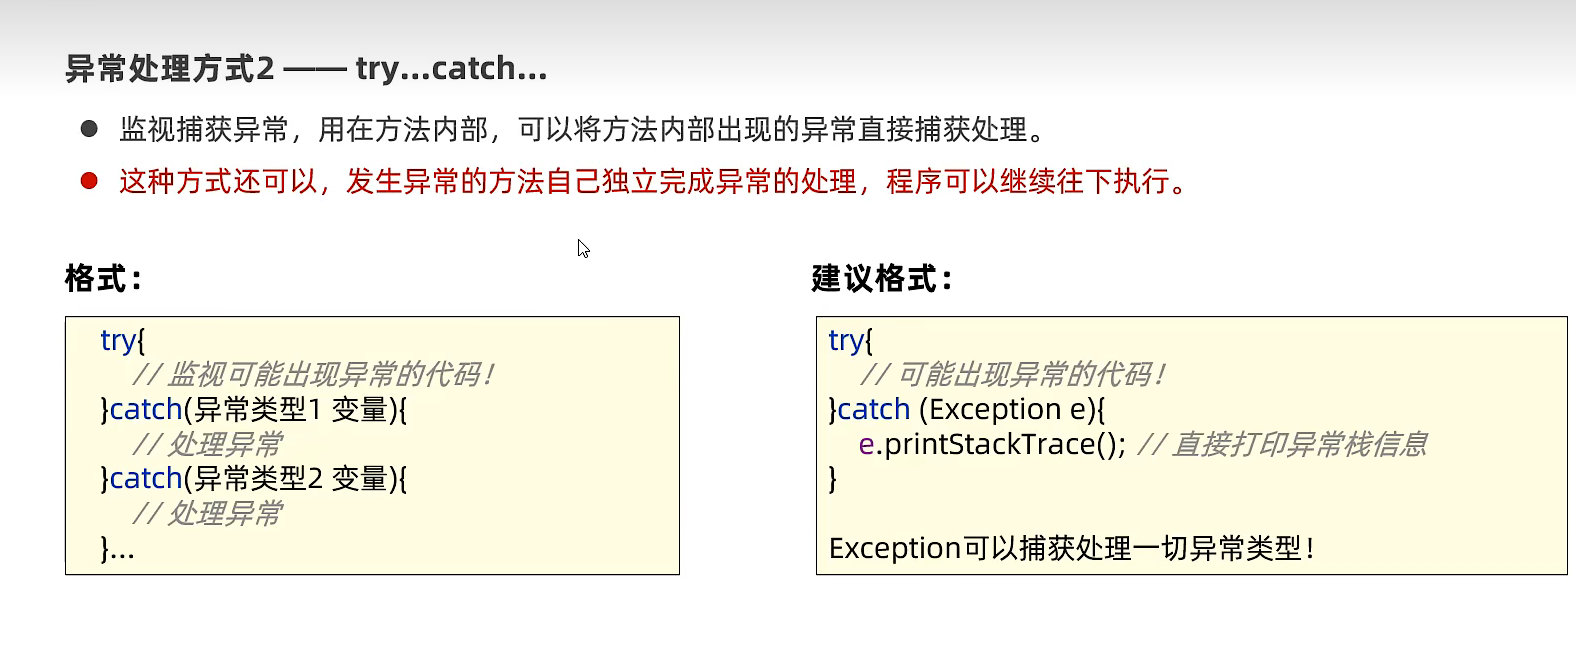 异常处理方式2 —— try…catch…
监视捕获异常，用在方法内部，可以将方法内部出现的异常直接捕获处理。
这种方式还可以，发生异常的方法自己独立完成异常的处理，程序可以继续往下执行。
格式：
try{
// 监视可能出现异常的代码！
}catch(异常类型1 变量){
// 处理异常
}catch(异常类型2 变量){
// 处理异常
}...
建议格式：
try{
// 可能出现异常的代码！
}catch (Exception e){
e.printStackTrace(); // 直接打印异常栈信息
}
Exception可以捕获处理一切异常类型！